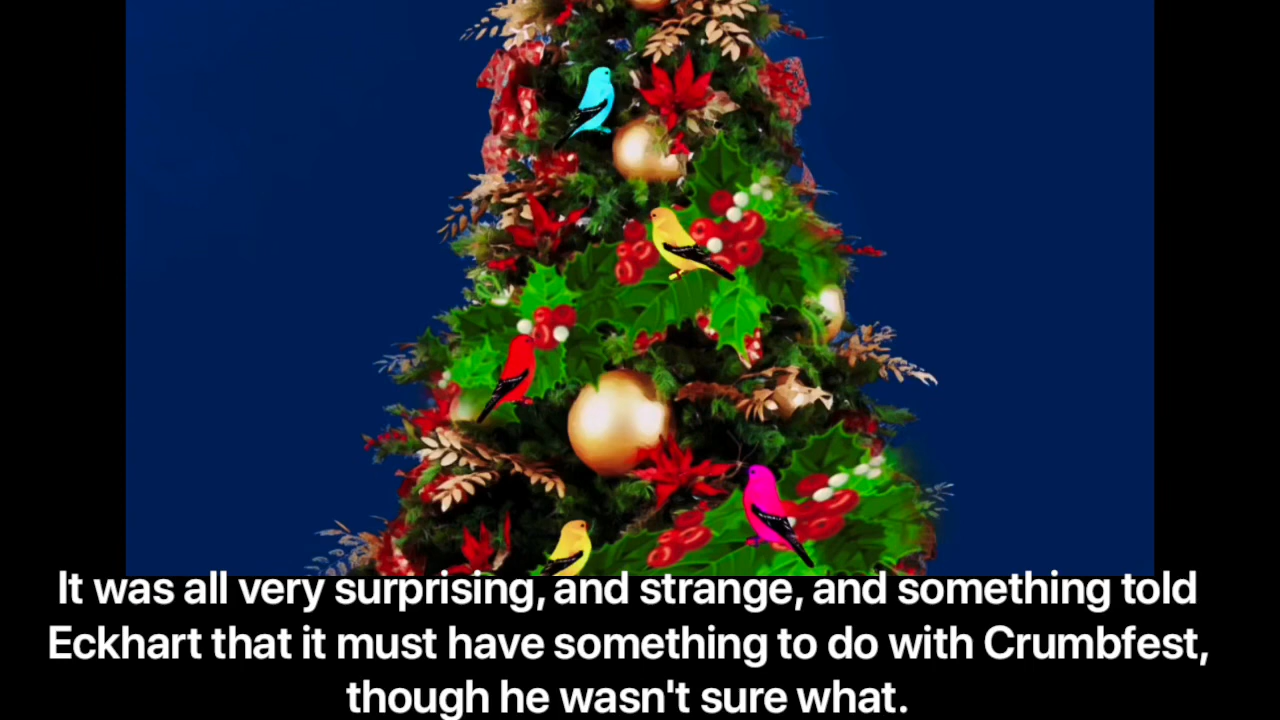 It was all very surprising, and strange, and something told
Eckhart that it must have something to do with Crumbfest,
though he wasn't sure what.